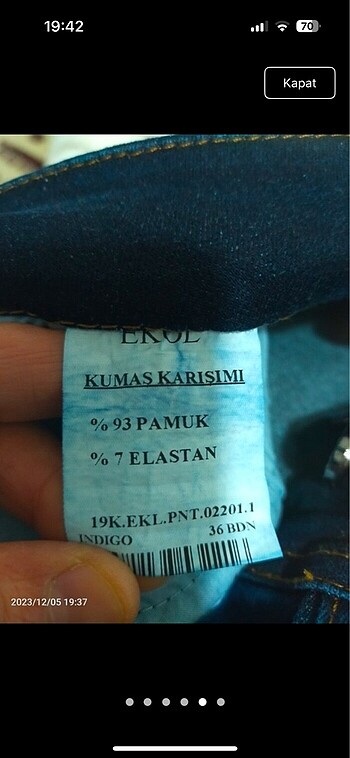 19:42
70
Kapat
EKOL
KUMAS KARIŞIMI
% 93 PAMUK
% 7 ELASTAN
19K.EKL.PNT.02201.1
INDIGO 36 BDN
2023/12/05 19:37